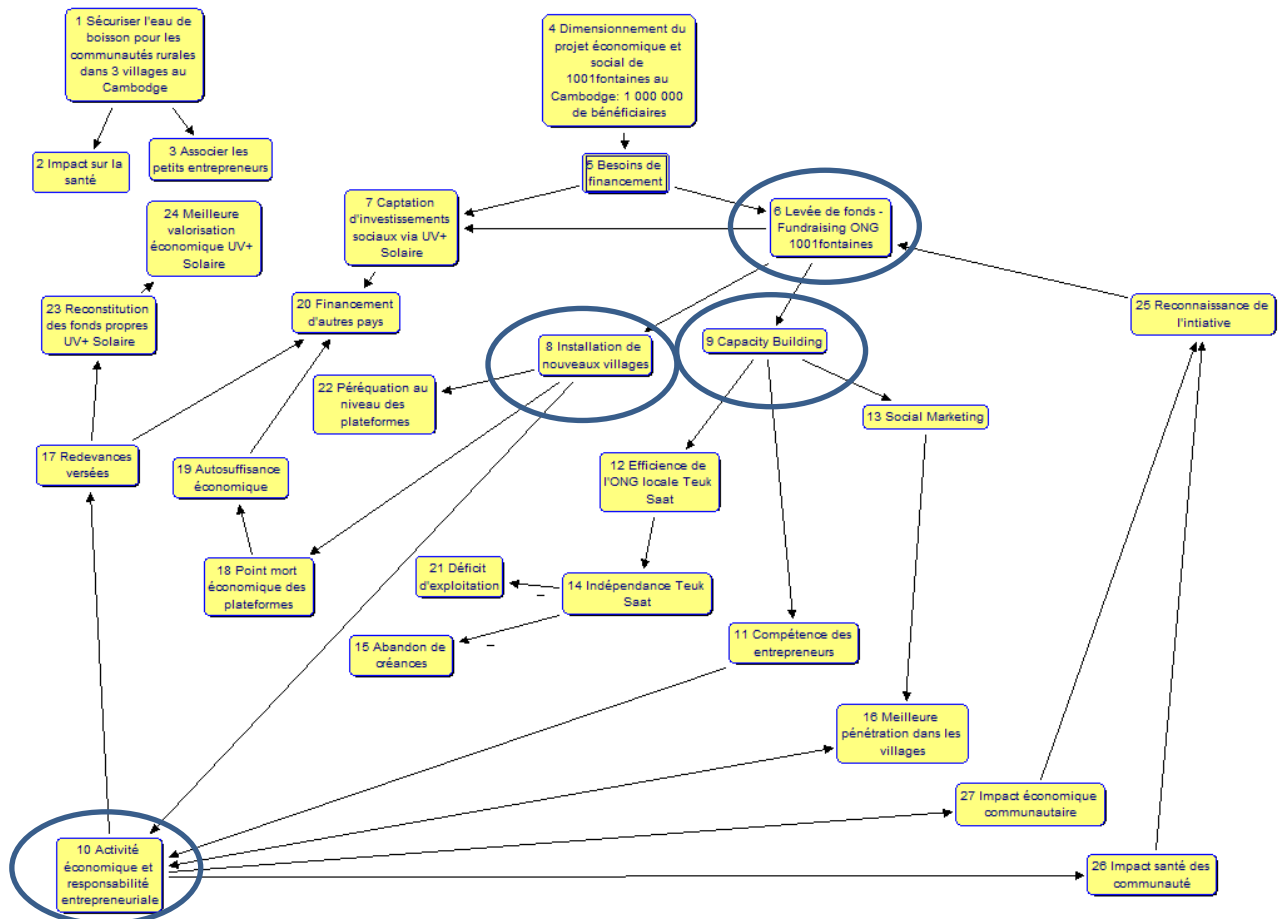 1 Sécuriser l'eau de
boisson pour les
communautés rurales
dans 3 villages au
Cambodge
4 Dimensionnement du
projet économique et
social de
1001fontaines au
Cambodge: 1 000 000
de bénéficiaires
2 Impact sur la
santé
3 Associer les
petits entrepreneurs
5 Besoins de
financement
24 Meilleure
valorisation
économique UV+
Solaire
7 Captation
d'investissements
sociaux via UV+
Solaire
6 Levée de fonds -
Fundraising ONG
1001fontaines
23 Reconstitution
des fonds propres
UV+ Solaire
20 Financement
d'autres pays
25 Reconnaissance de
l'intiative
8 Installation de
nouveaux villages
9 Capacity Building
22 Péréquation au
niveau des
plateformes
13 Social Marketing
17 Redevances
versées
19 Autosuffisance
économique
12 Efficience de
l'ONG locale Teuk
Saat
18 Point mort
économique des
plateformes
21 Déficit
d'exploitation
–
14 Indépendance Teuk
Saat
15 Abandon de
créances
–
11 Compétence des
entrepreneurs
16 Meilleure
pénétration dans les
villages
27 Impact économique
communautaire
10 Activité
économique et
responsabilité
entrepreneuriale
26 Impact santé des
communauté